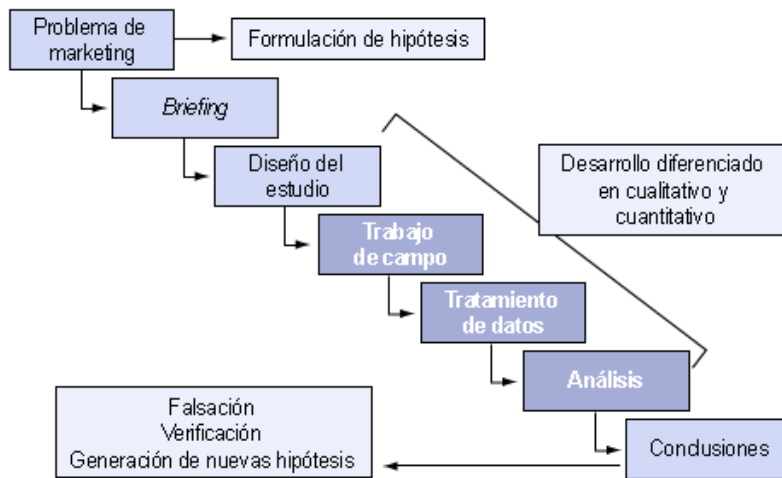 Problema de
marketing
Formulación de hipótesis
Briefing
Diseño del
estudio
Desarrollo diferenciado
en cualitativo y
cuantitativo
Trabajo
de campo
Tratamiento
de datos
Análisis
Falsación
Verificación
Generación de nuevas hipótesis
Conclusiones